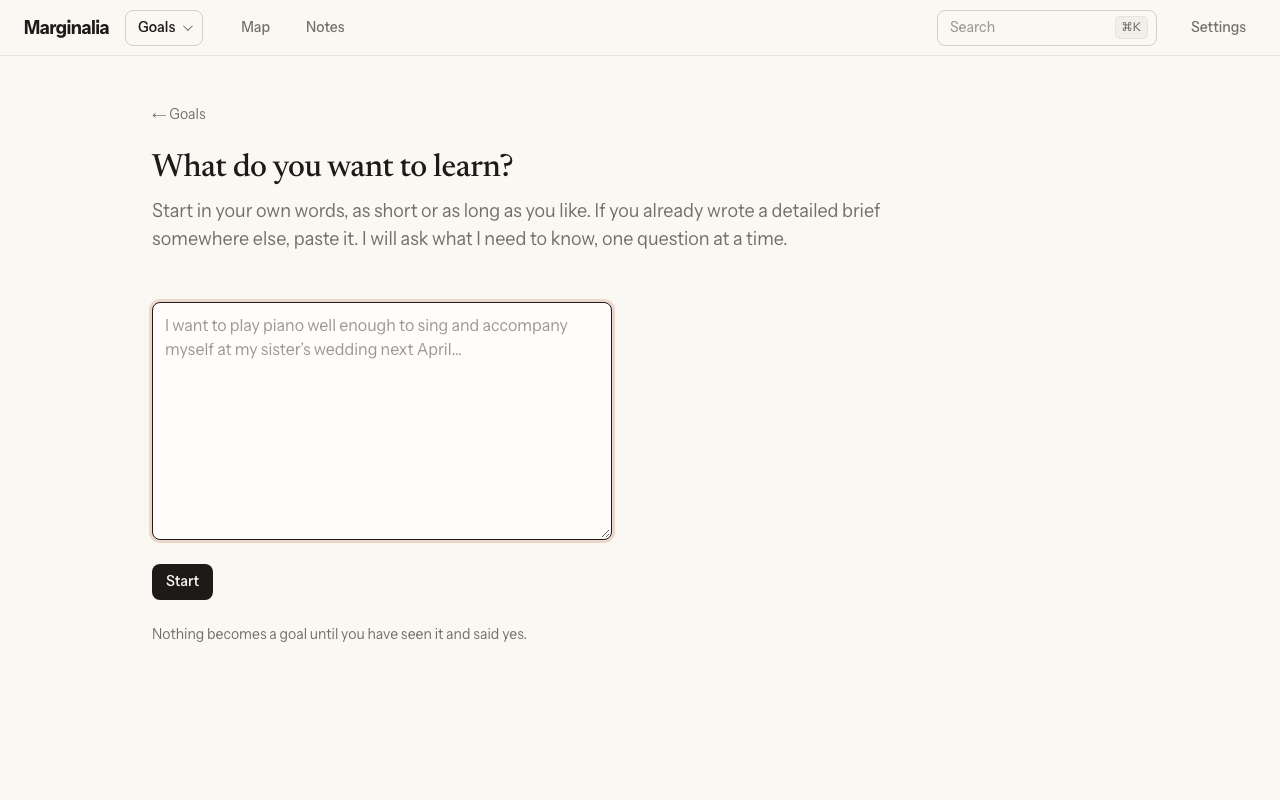 Marginalia
Goals
Map
Notes
Search
⌘K
Settings
← Goals
What do you want to learn?
Start in your own words, as short or as long as you like. If you already wrote a detailed brief
somewhere else, paste it. I will ask what I need to know, one question at a time.
I want to play piano well enough to sing and accompany
myself at my sister’s wedding next April…
Start
Nothing becomes a goal until you have seen it and said yes.